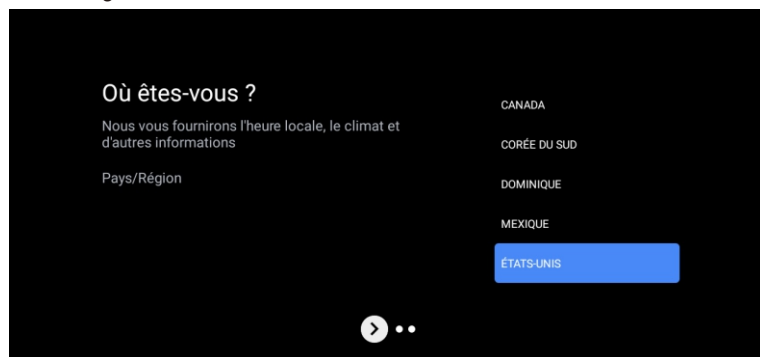 Où êtes-vous ?
Nous vous fournirons l'heure locale, le climat et
d'autres informations
Pays/Région
CANADA
CORÉE DU SUD
DOMINIQUE
MEXIQUE
ÉTATS-UNIS